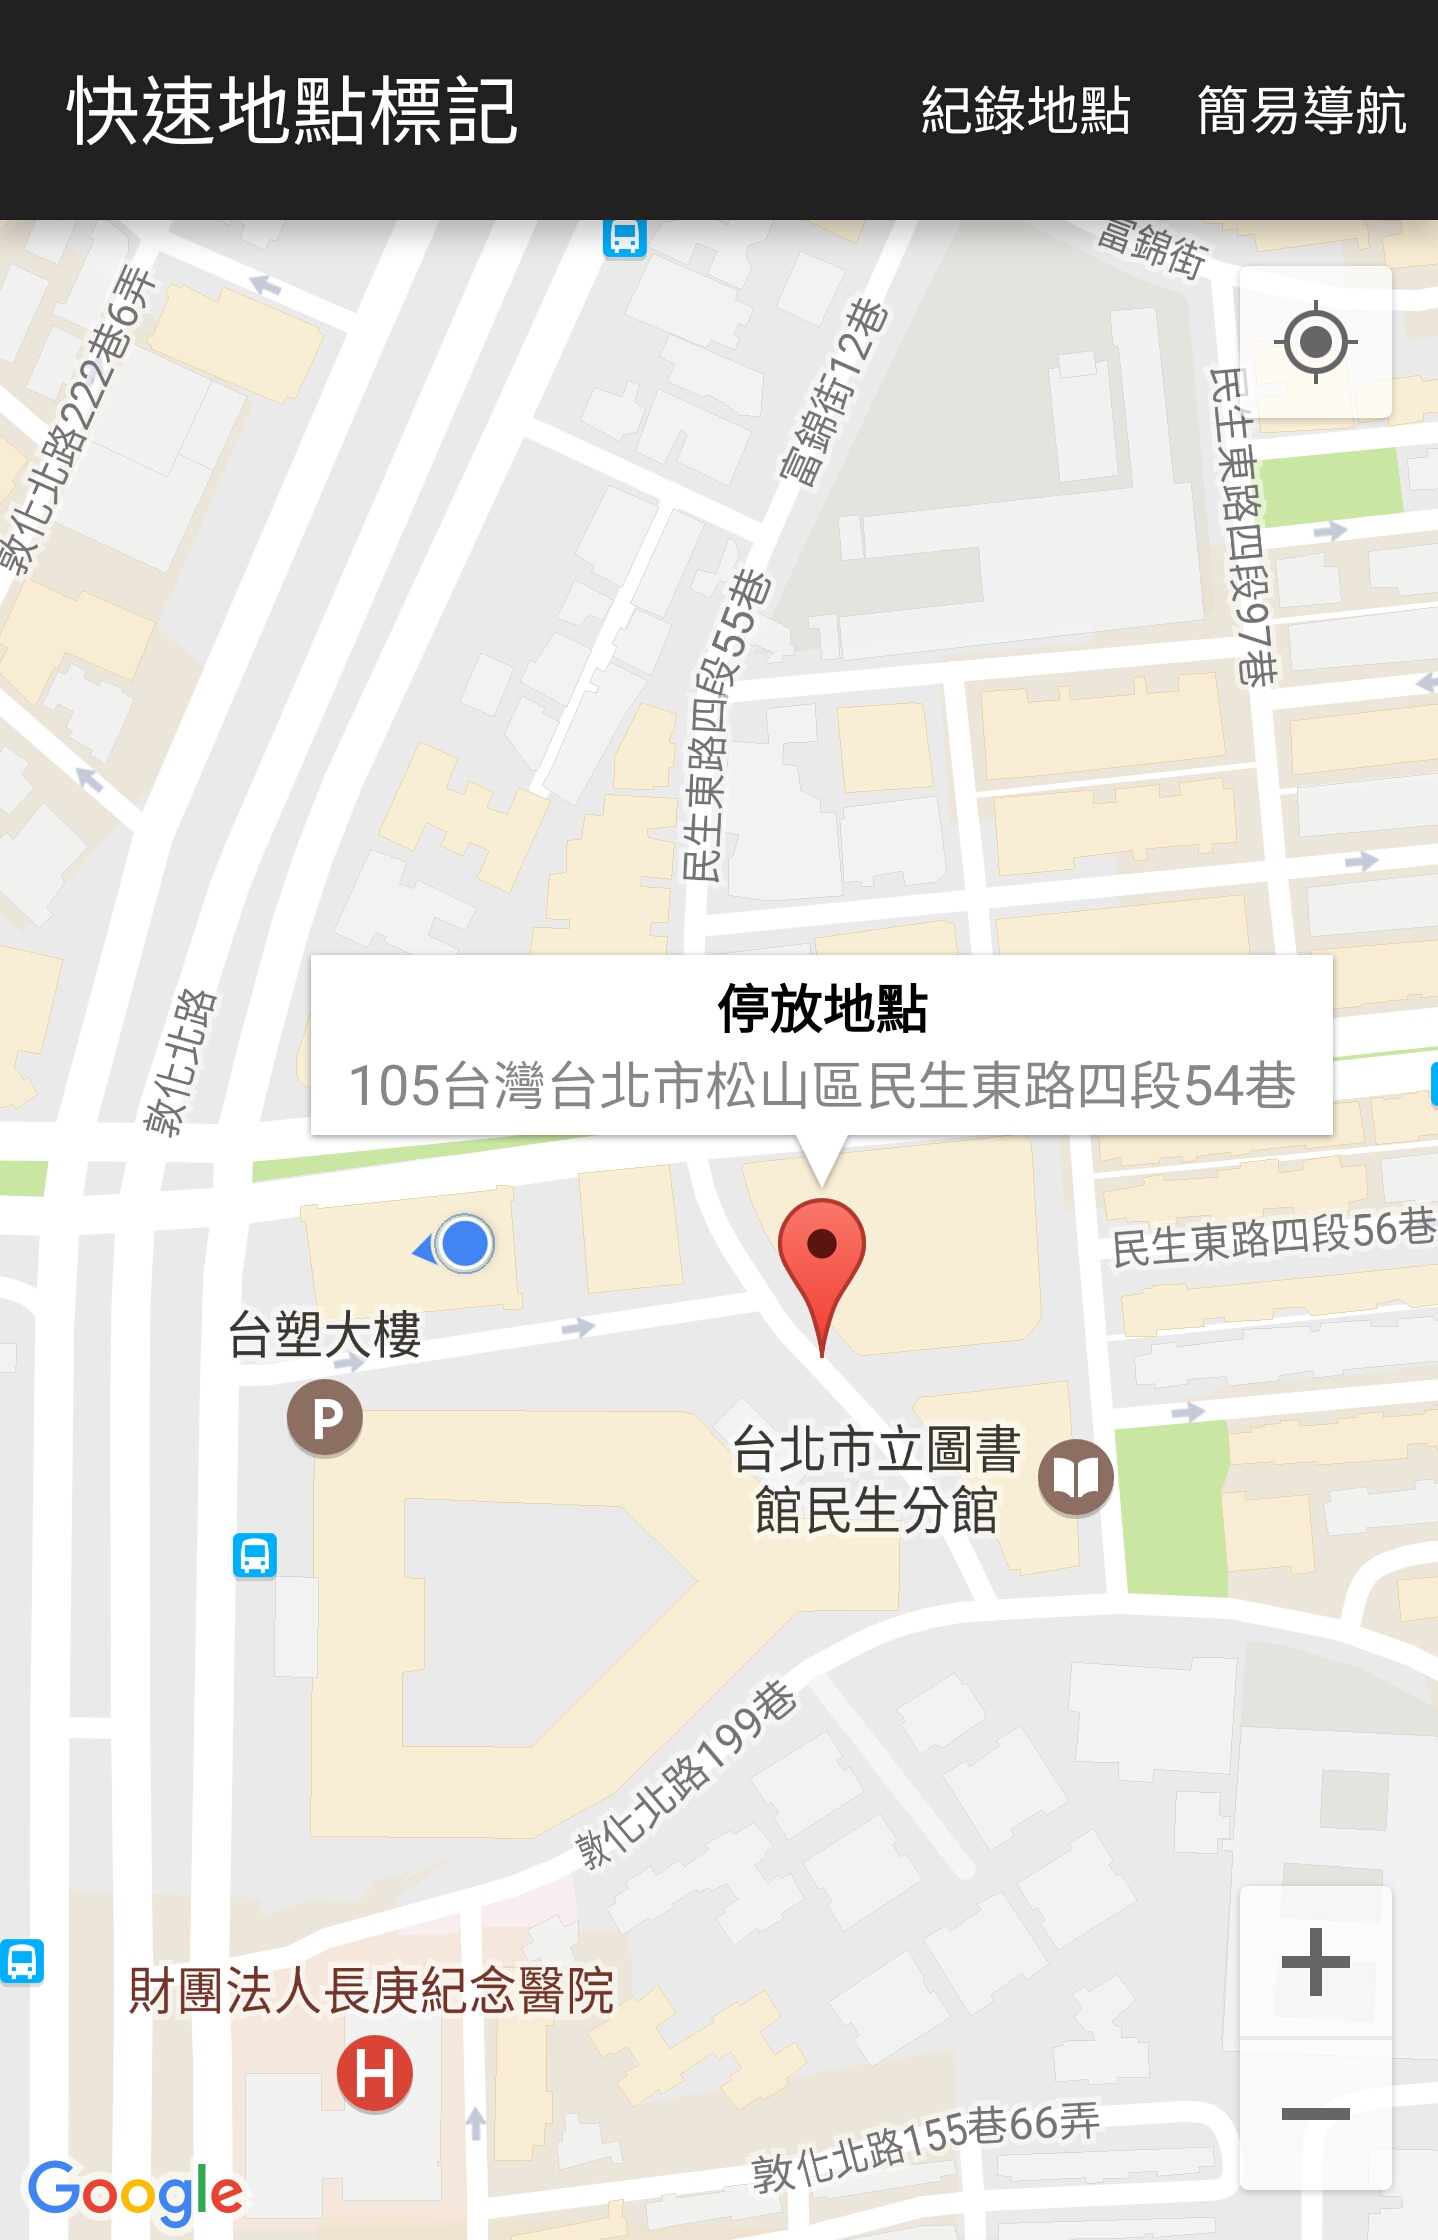 快速地點標記
紀錄地點
簡易導航
富錦街
敦化北路222巷6弄
富錦街12巷
民生東路四段97巷
民生東路四段55巷
敦化北路
停放地點
105台灣台北市松山區民生東路四段54巷
民生東路四段56巷
台塑大樓
P
台北市立圖書
館民生分館
敦化北路199巷
財團法人長庚紀念醫院
H
敦化北路155巷66弄
Google